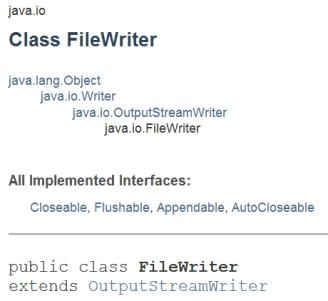 java.io
Class FileWriter
java.lang.Object
java.io.Writer
java.io.OutputStreamWriter
java.io.FileWriter
All Implemented Interfaces:
Closeable, Flushable, Appendable, AutoCloseable
public class FileWriter
extends OutputStreamWriter